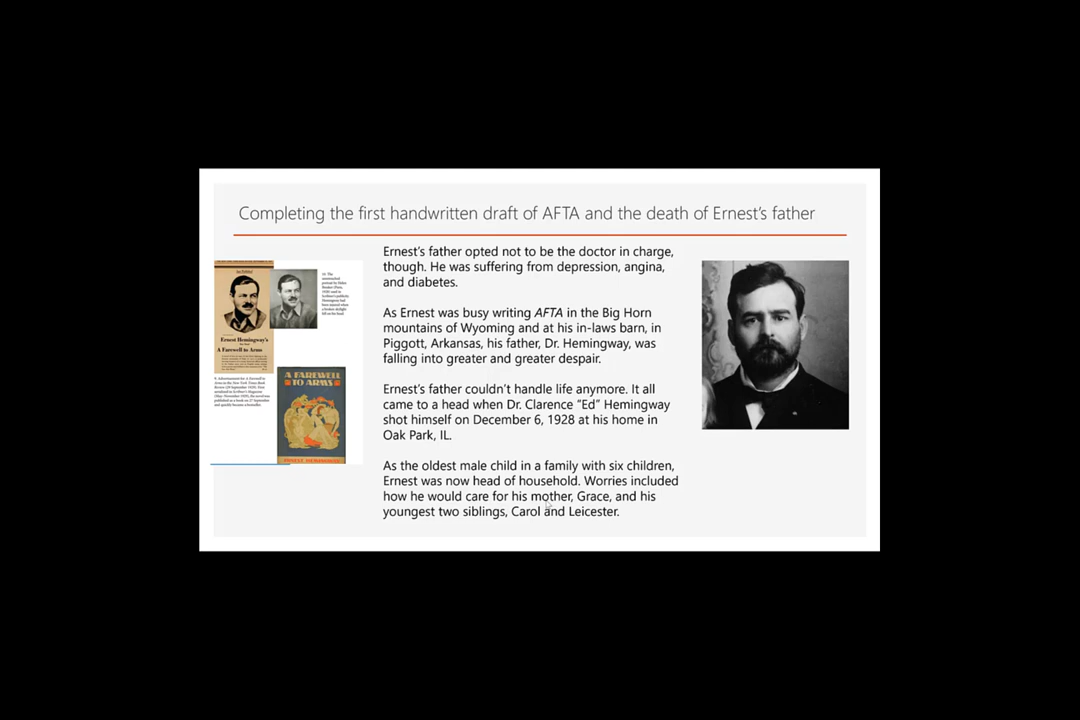 Completing the first handwritten draft of AFTA and the death of Ernest's father
Ernest Hemingway's
A Farewell to Arms
A FAREWELL
TO ARMS
ERNEST HEMINGWAY
Ernest's father opted not to be the doctor in charge,
though. He was suffering from depression, angina,
and diabetes.
As Ernest was busy writing AFTA in the Big Horn
mountains of Wyoming and at his in-laws barn, in
Piggott, Arkansas, his father, Dr. Hemingway, was
falling into greater and greater despair.
Ernest's father couldn't handle life anymore. It all
came to a head when Dr. Clarence "Ed" Hemingway
shot himself on December 6, 1928 at his home in
Oak Park, IL.
As the oldest male child in a family with six children,
Ernest was now head of household. Worries included
how he would care for his mother, Grace, and his
youngest two siblings, Carol and Leicester.